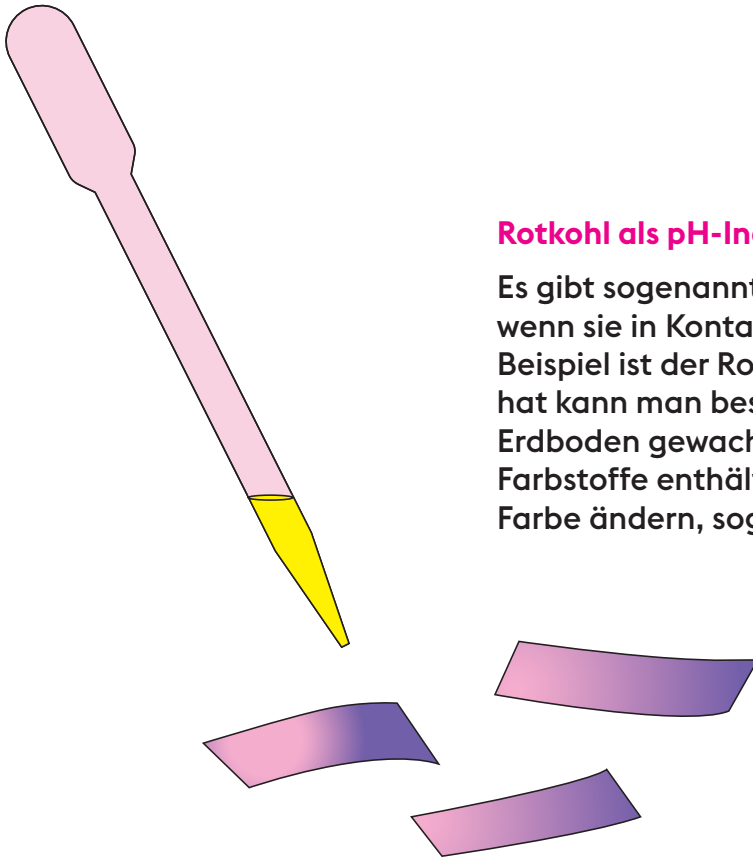 Rotkohl als pH-In
Es gibt sogenannt
wenn sie in Konta
Beispiel ist der Ro
hat kann man bes
Erdboden gewach
Farbstoffe enthäl
Farbe ändern, sog